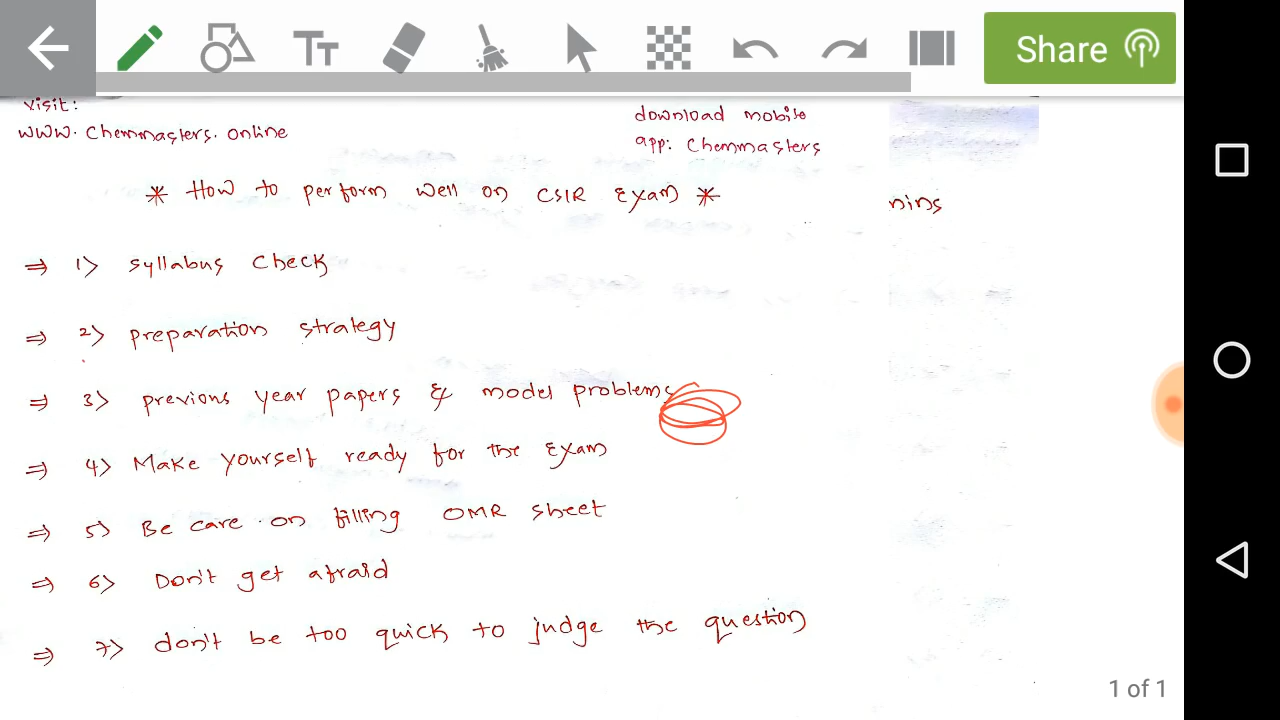 Share
visit:
www.Chemmasters.online
download mobile
app: Chemmasters
* How to perform well on CSIR Exam *
nins
⇒ 1> syllabus check
⇒ 2> preparation strategy
⇒ 3> previous year papers & model problems
⇒ 4> Make yourself ready for the Exam
⇒ 5> Be care on filling OMR sheet
⇒ 6> Don't get afraid
⇒ 7> don't be too quick to judge the question
1 of 1